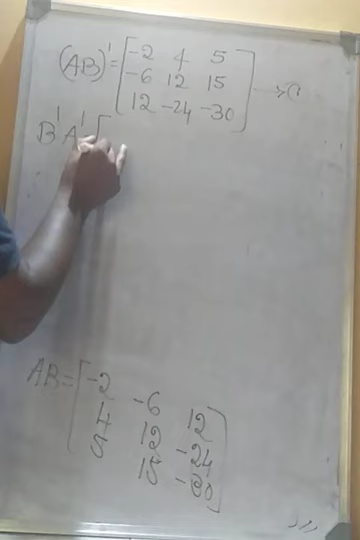 (AB)' = [-2 4 5
-6 12 15
12 -24 -30] →
B'A' [
AB = [-2 -6 12
4 12 -24
5 15 -30]